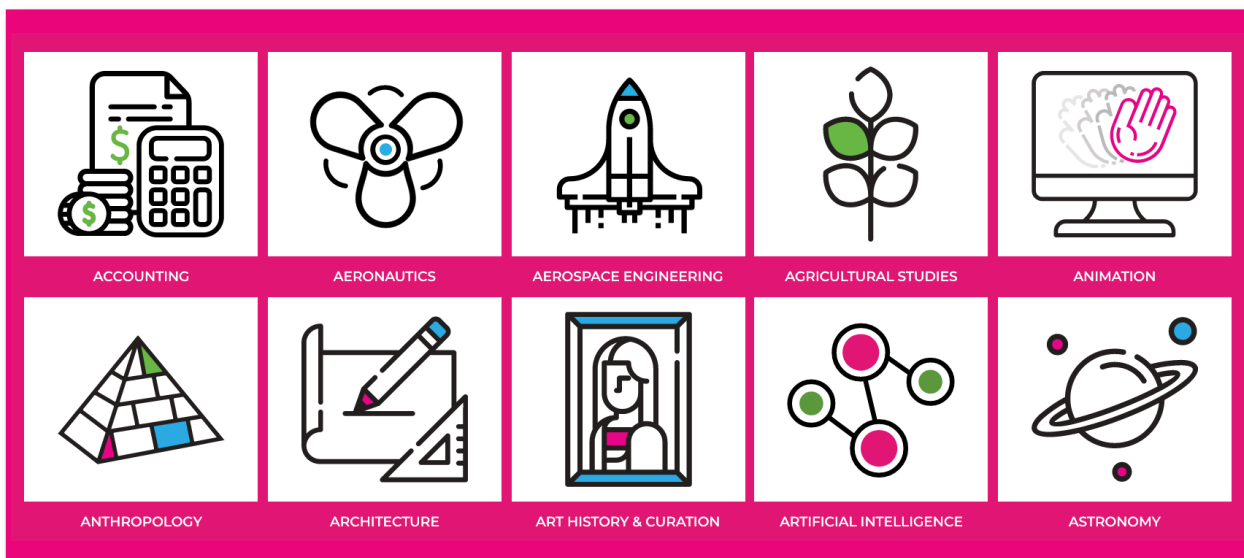 $
$
ACCOUNTING
AERONAUTICS
AEROSPACE ENGINEERING
AGRICULTURAL STUDIES
ANIMATION
ANTHROPOLOGY
ARCHITECTURE
ART HISTORY & CURATION
ARTIFICIAL INTELLIGENCE
ASTRONOMY